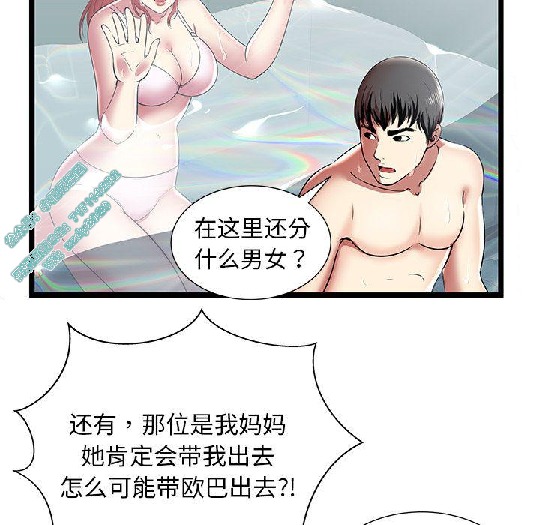 在这里还分
什么男女？
还有，那位是我妈妈
她肯定会带我出去
怎么可能带欧巴出去?!